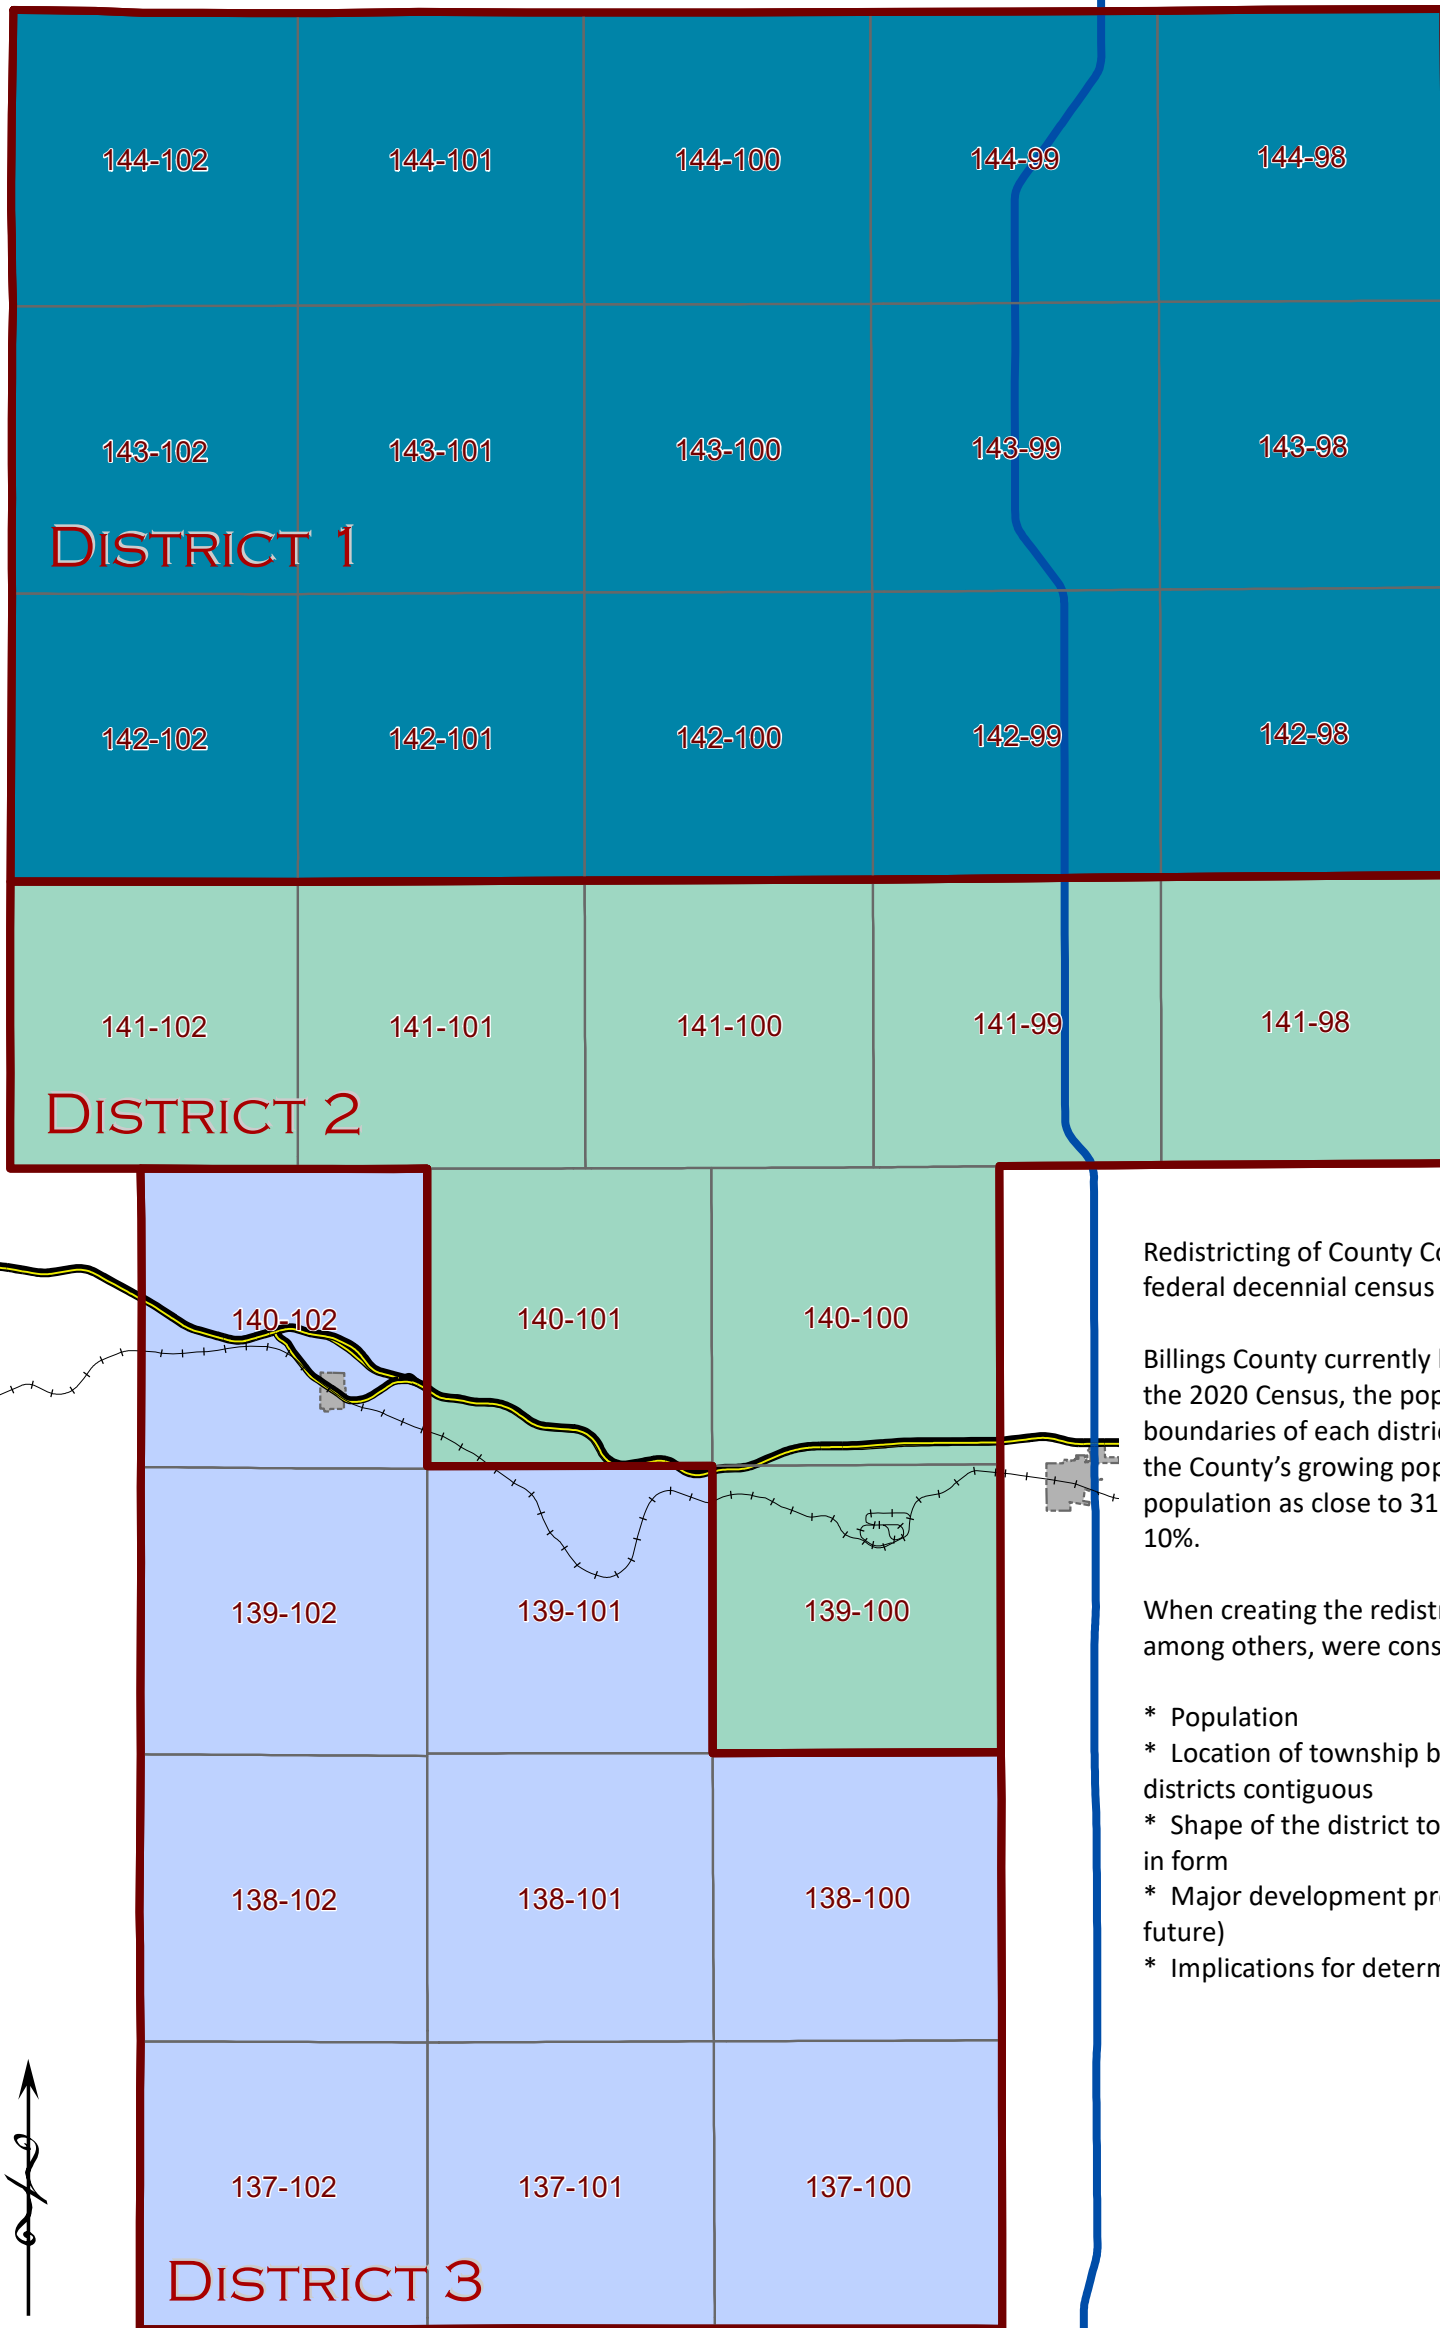 144-102 144-101 144-100 144-99 144-98
143-102 143-101 143-100 143-99 143-98
DISTRICT 1
142-102 142-101 142-100 142-99 142-98
141-102 141-101 141-100 141-99 141-98
DISTRICT 2
140-102 140-101 140-100
139-102 139-101 139-100
138-102 138-101 138-100
137-102 137-101 137-100
DISTRICT 3
Redistricting of County Co
federal decennial census
Billings County currently
the 2020 Census, the pop
boundaries of each distric
the County's growing pop
population as close to 31
10%.
When creating the redistr
among others, were cons
* Population
* Location of township b
districts contiguous
* Shape of the district to
in form
* Major development pr
future)
* Implications for determ